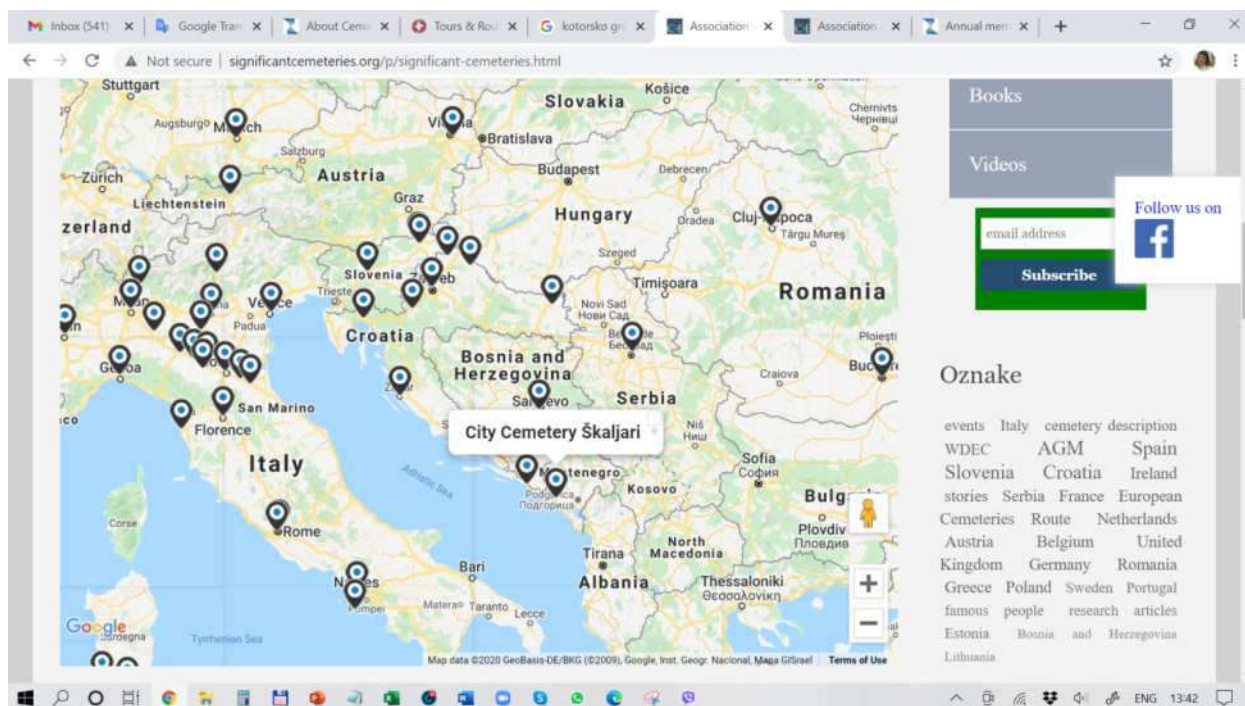 Inbox (541)
Google Tran
About Ceme
Tours & Rou
kotorsko gr
Association
Association
Annual mem
Not secure | significantcemeteries.org/p/significant-cemeteries.html
Stuttgart
Košice
Slovakia
Chernivts
Чернівці
Augsburg
Bratislava
Salzburg
Zürich
Austria
Budapest
Debrecen
Liechtenstein
Graz
zerland
Hungary
Oradea
Târgu Mureș
Szeged
Slovenia
Timișoara
Trieste
Romania
Novi Sad
Нови Сад
Padua
Croatia
Ploiești
Bosnia and
Herzegovina
Craiova
Serbia
San Marino
Florence
City Cemetery Škaljari
Niš
Ниш
Italy
Sofia
София
Adriatic Sea
Montenegro
Kosovo
Podgorica
Подгорица
Corse
Rome
Plovdiv
Пловдив
North
Macedonia
Tirana
Bari
Albania
Thessaloniki
Θεσσαλονίκη
Pompei
Matera
Taranto
Lecce
Google
Tyrrhenian Sea
Map data ©2020 GeoBasis-DE/BKG (©2009), Google, Inst. Geogr. Nacional, Mapa GISrael
Terms of Use
Books
Videos
email address
Subscribe
Follow us on
Oznake
events Italy cemetery description
WDEC AGM Spain
Slovenia Croatia Ireland
stories Serbia France European
Cemeteries Route Netherlands
Austria Belgium United
Kingdom Germany Romania
Greece Poland Sweden Portugal
famous people research articles
Estonia Bosnia and Herzegovina
Lithuania
ENG 13:42